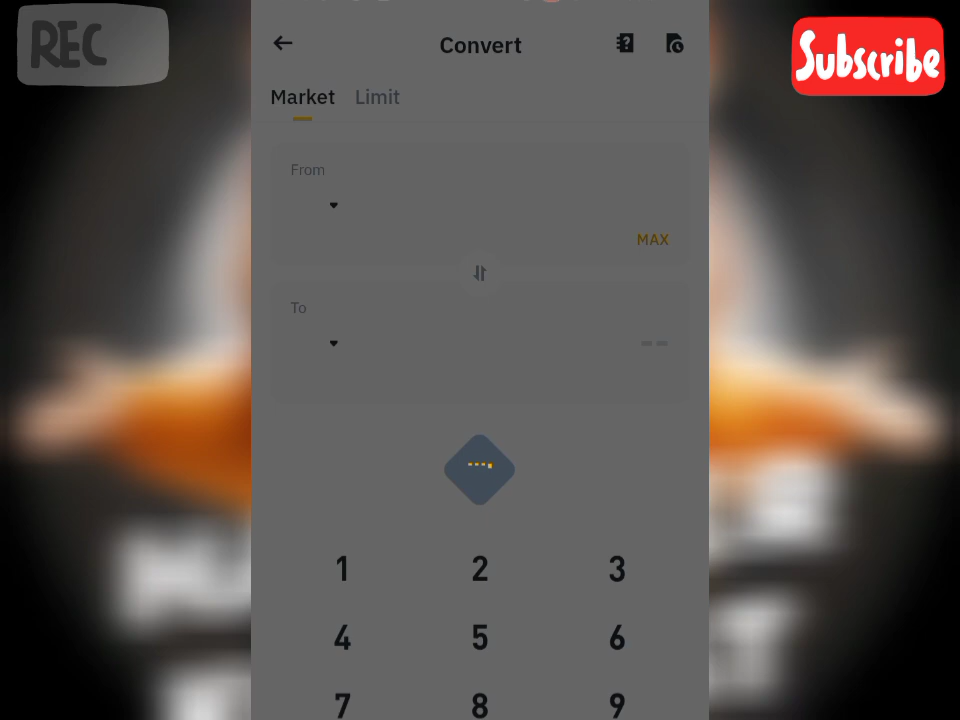 REC
Subscribe
Convert
Market Limit
From
MAX
To
--
1 2 3
4 5 6
7 8 9